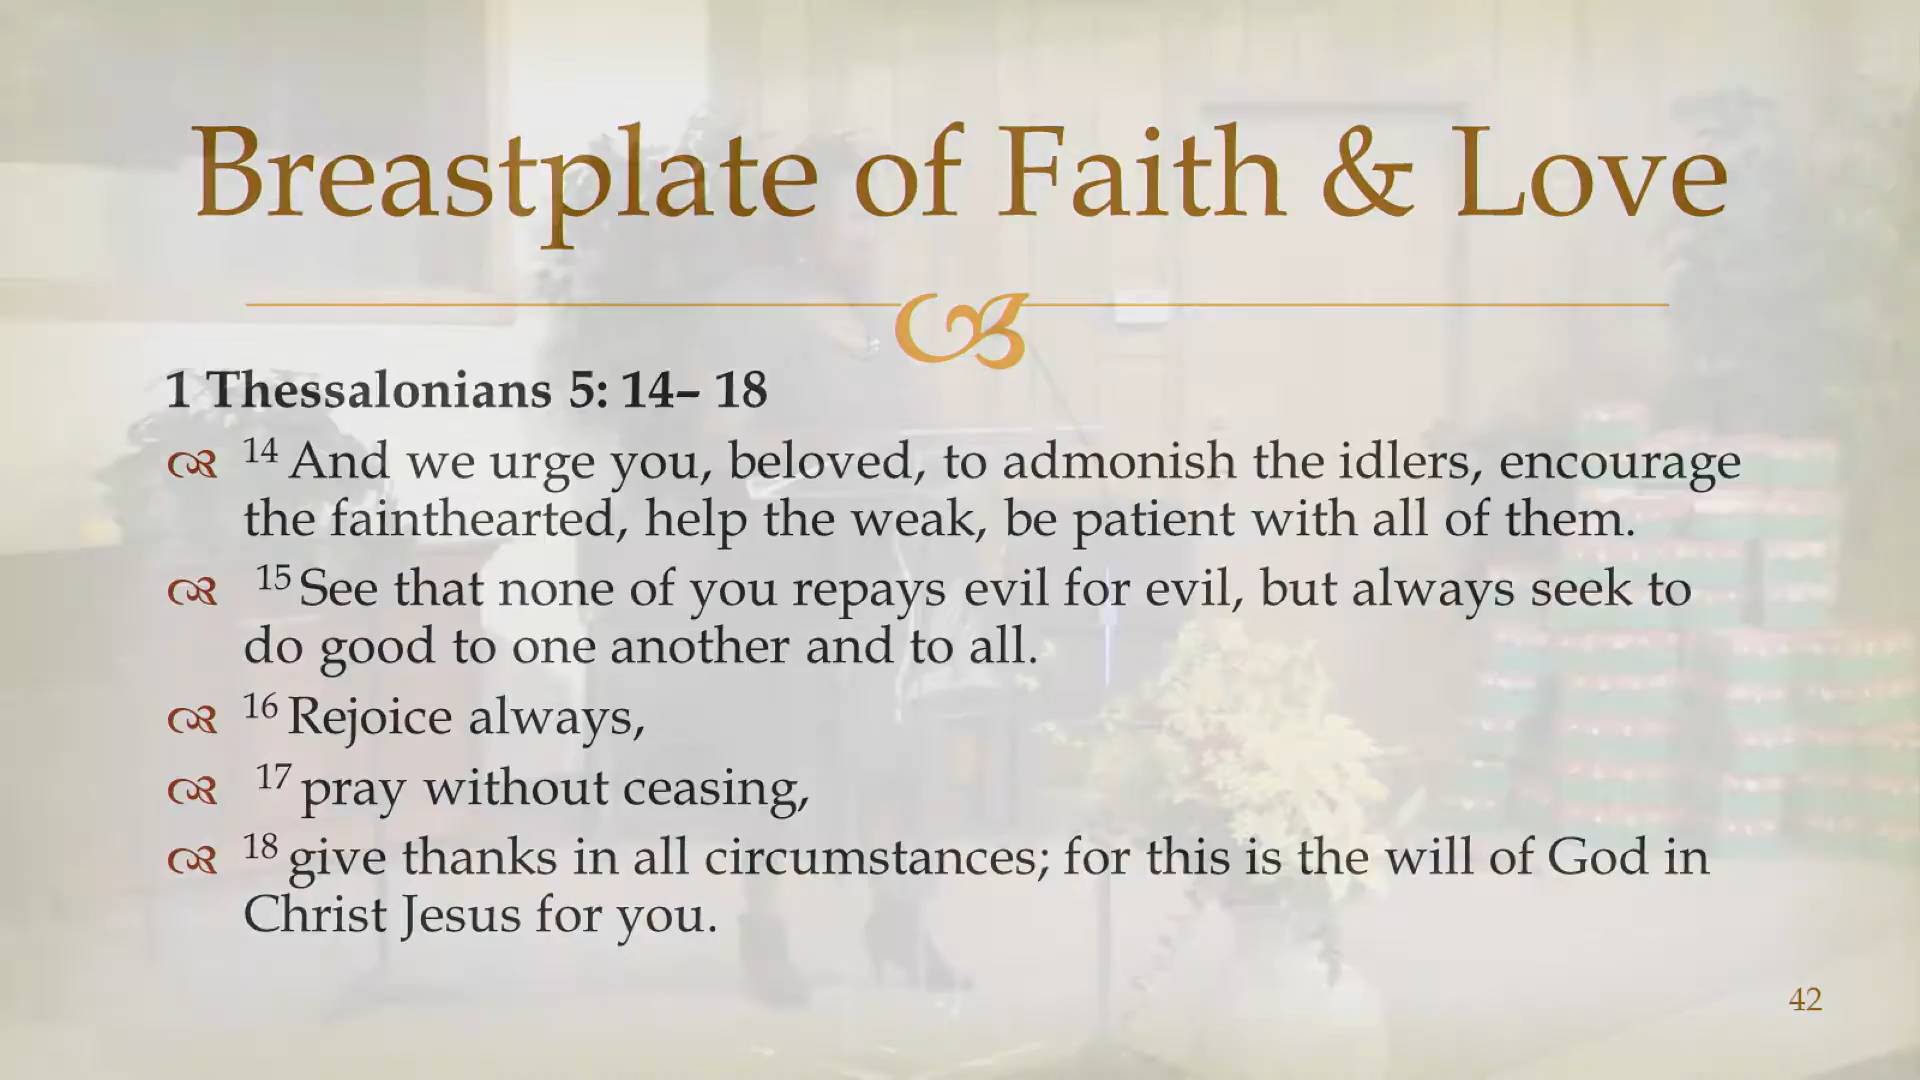 Breastplate of Faith & Love
1 Thessalonians 5: 14– 18
14 And we urge you, beloved, to admonish the idlers, encourage
the fainthearted, help the weak, be patient with all of them.
15 See that none of you repays evil for evil, but always seek to
do good to one another and to all.
16 Rejoice always,
17 pray without ceasing,
18 give thanks in all circumstances; for this is the will of God in
Christ Jesus for you.
42